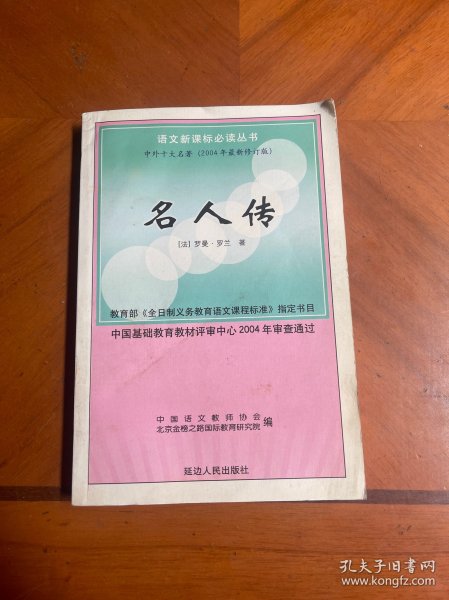 语文新课标必读丛书
中外十大名著 (2004年最新修订版)
名人传
[法] 罗曼·罗兰 著
教育部《全日制义务教育语文课程标准》指定书目
中国基础教育教材评审中心2004年审查通过
中国语文教师协会
北京金榜之路国际教育研究院 编
延边人民出版社
孔夫子旧书网
www.kongfz.com